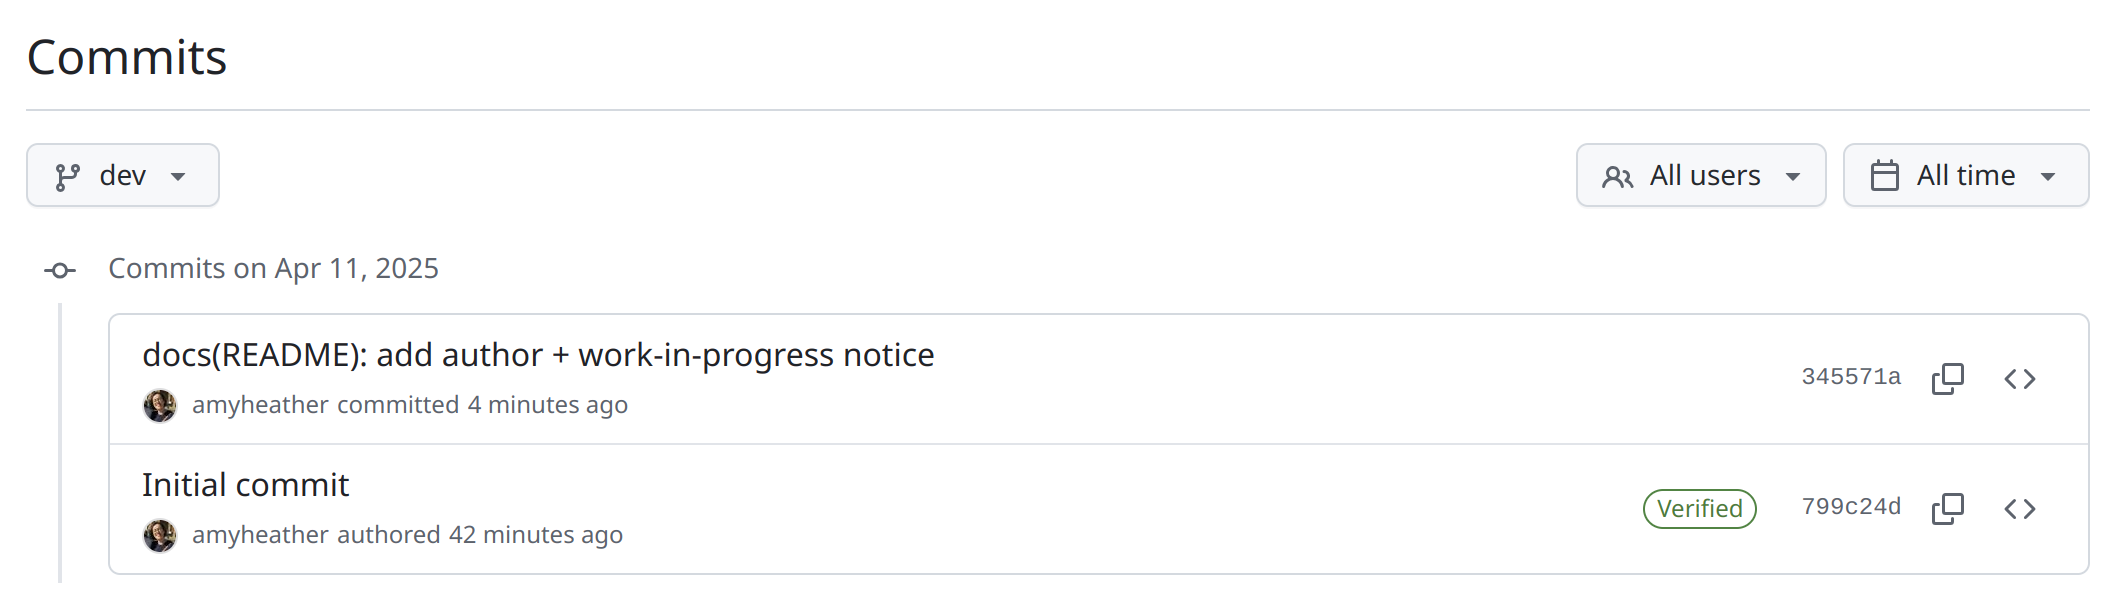 Commits
dev
All users
All time
Commits on Apr 11, 2025
docs(README): add author + work-in-progress notice
amyheather committed 4 minutes ago
345571a
Initial commit
amyheather authored 42 minutes ago
Verified
799c24d